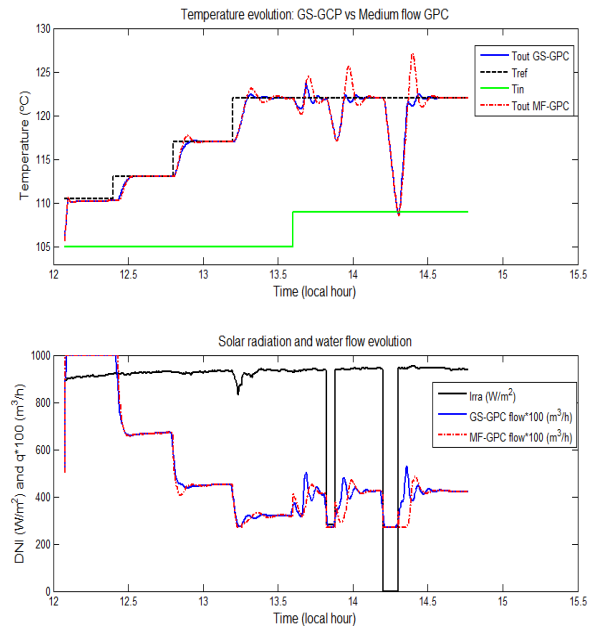 Temperature evolution: GS-GCP vs Medium flow GPC
Temperature (°C)
130
125
120
115
110
105
Tout GS-GPC
Tref
Tin
Tout MF-GPC
12
12.5
13
13.5
14
14.5
15
15.5
Time (local hour)
Solar radiation and water flow evolution
DNI (W/m²) and q*100 (m³/h)
1000
800
600
400
200
0
Irra (W/m²)
GS-GPC flow*100 (m³/h)
MF-GPC flow*100 (m³/h)
12
12.5
13
13.5
14
14.5
15
15.5
Time (local hour)